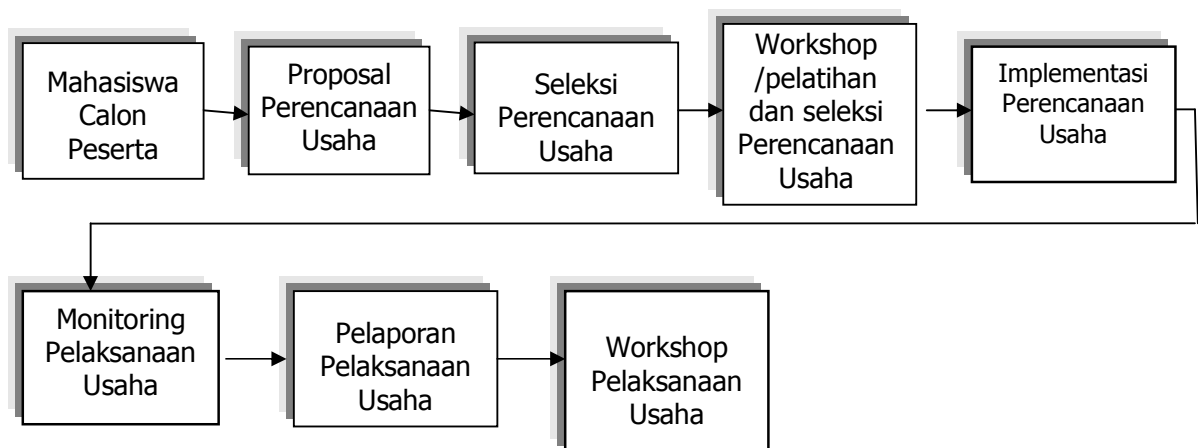 Mahasiswa
Calon
Peserta
Proposal
Perencanaan
Usaha
Seleksi
Perencanaan
Usaha
Workshop
/pelatihan
dan seleksi
Perencanaan
Usaha
Implementasi
Perencanaan
Usaha
Monitoring
Pelaksanaan
Usaha
Pelaporan
Pelaksanaan
Usaha
Workshop
Pelaksanaan
Usaha